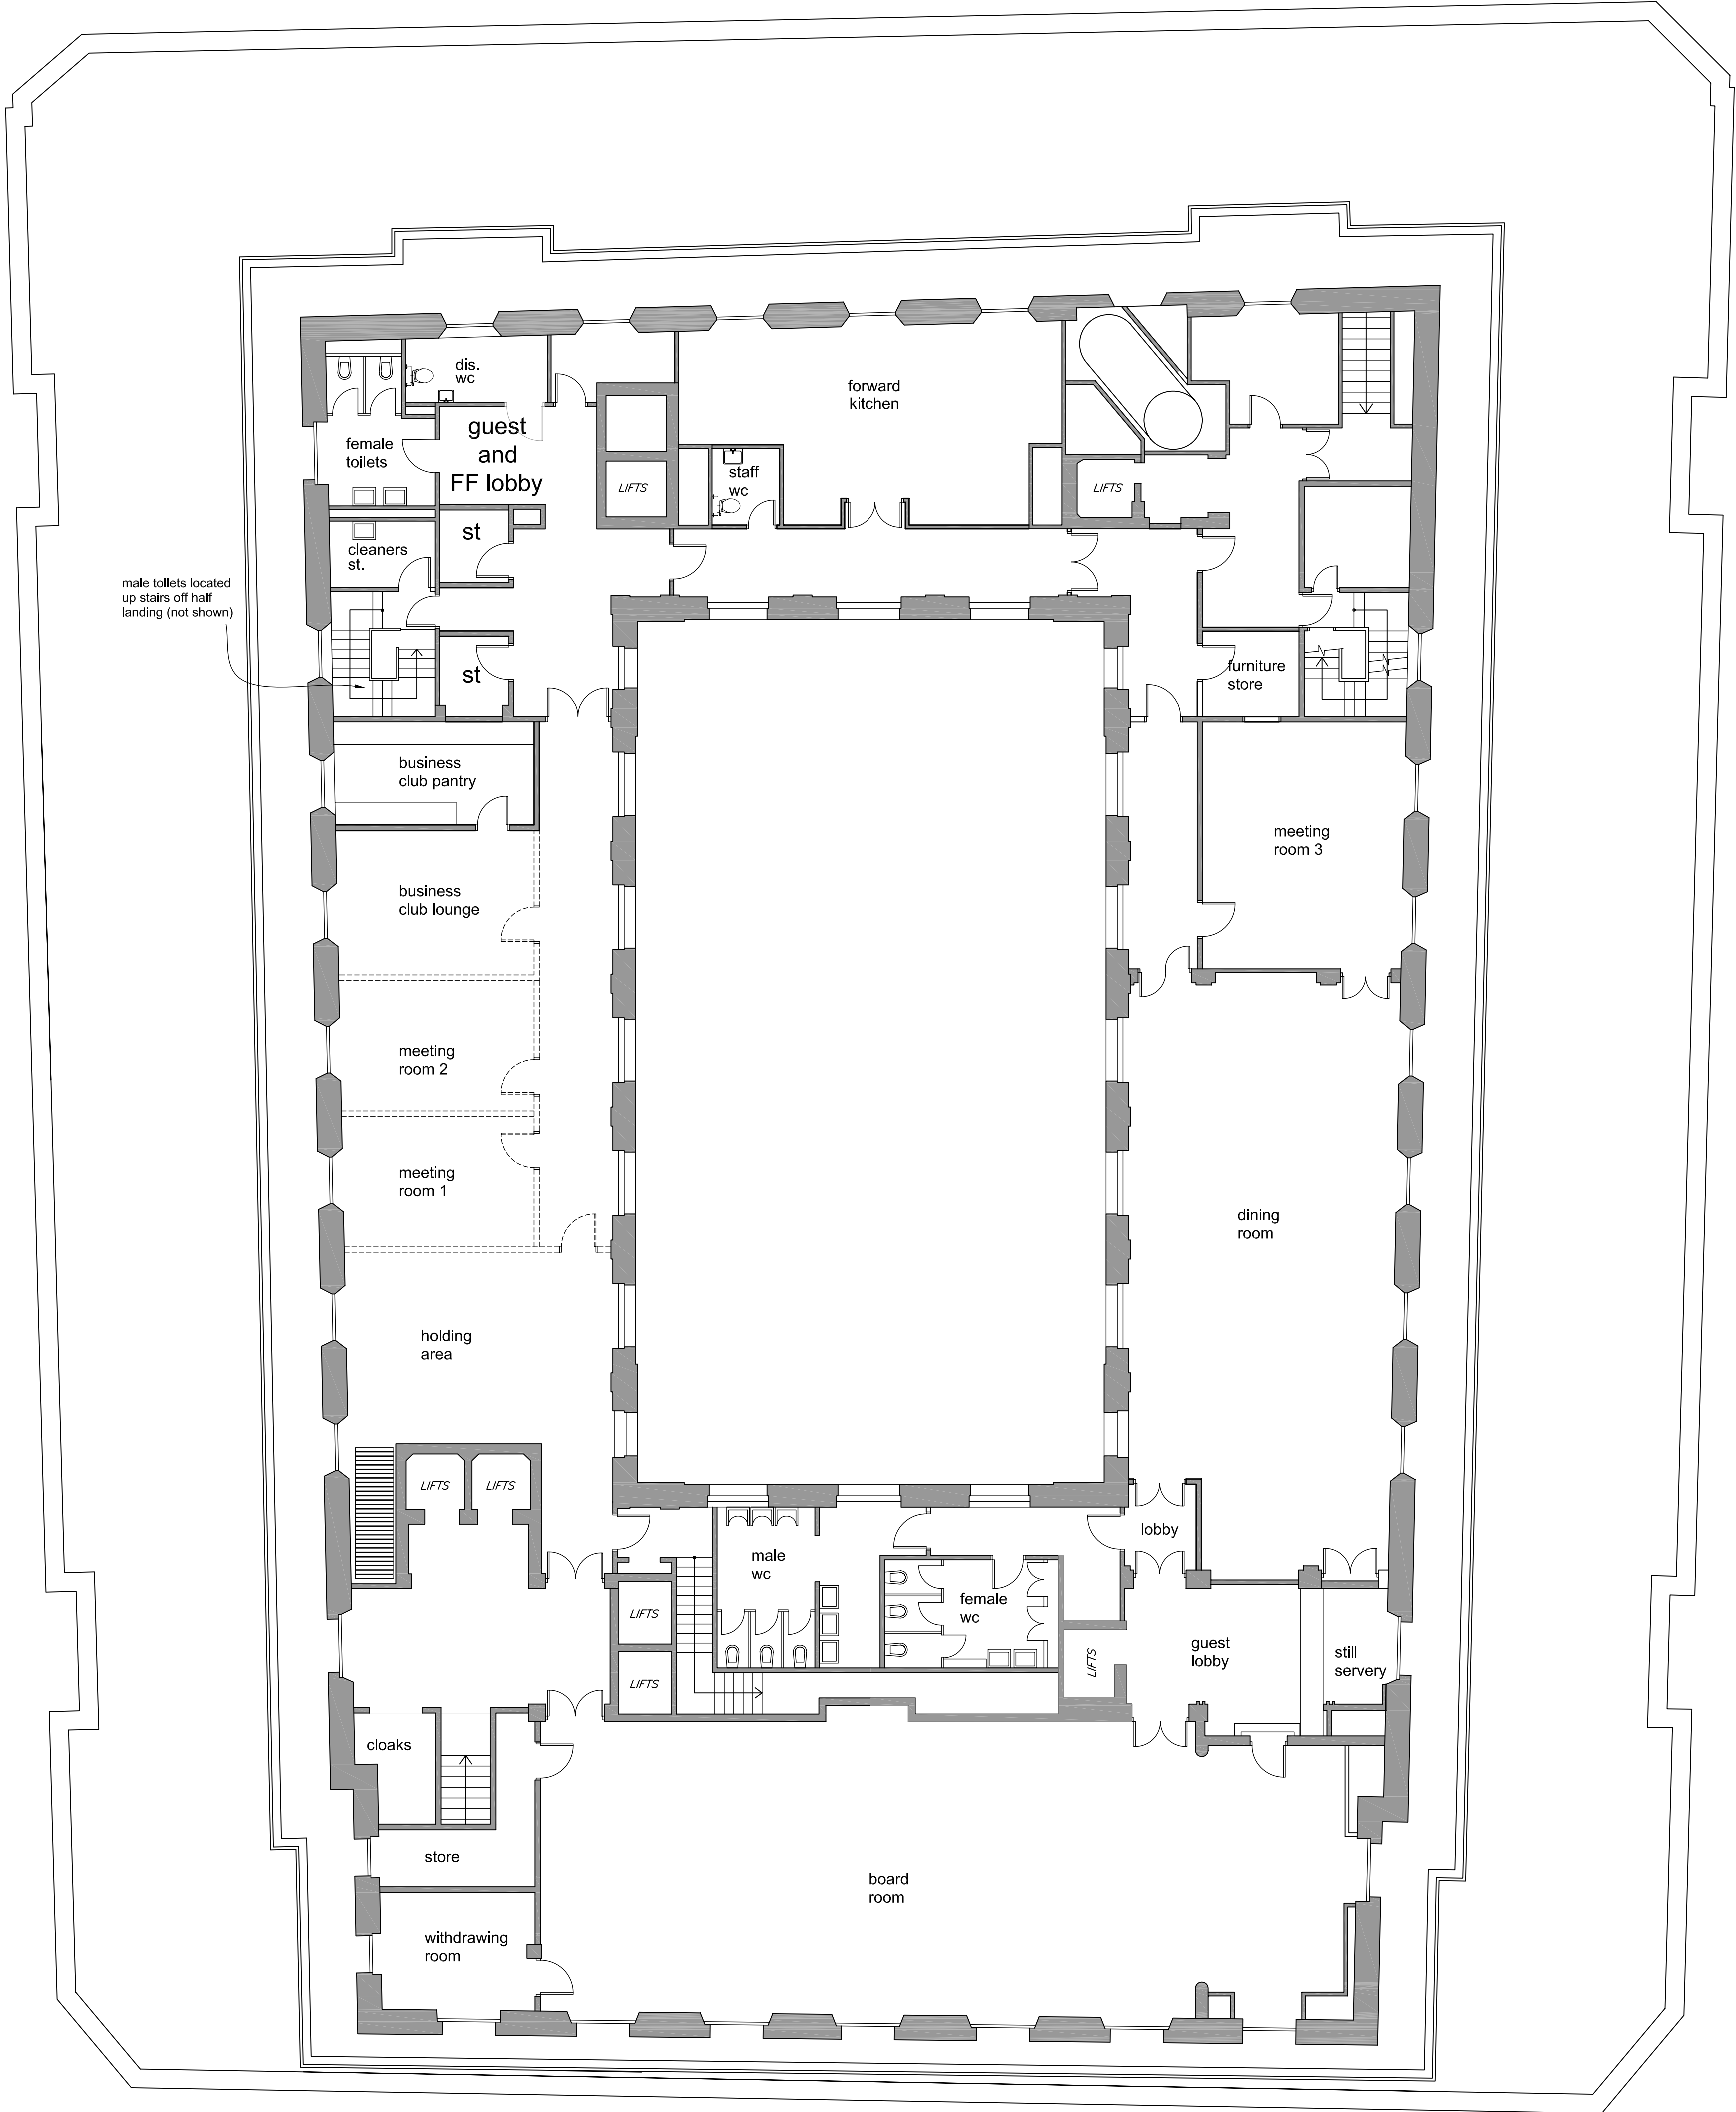 dis.
wc
guest
and
FF lobby
female
toilets
forward
kitchen
LIFTS
staff
wc
LIFTS
st
cleaners
st.
male toilets located
up stairs off half
landing (not shown)
st
furniture
store
business
club pantry
meeting
room 3
business
club lounge
meeting
room 2
meeting
room 1
dining
room
holding
area
LIFTS
LIFTS
lobby
male
wc
LIFTS
female
wc
guest
lobby
still
servery
LIFTS
LIFTS
cloaks
store
board
room
withdrawing
room